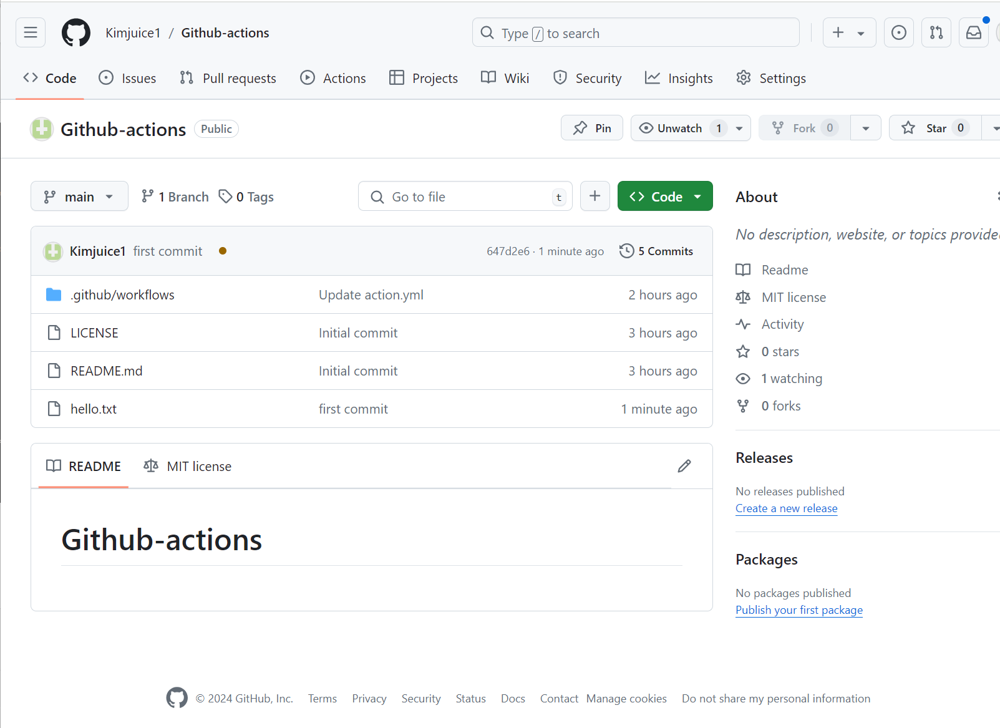 Kimjuice1 / Github-actions
Type / to search
Code Issues Pull requests Actions Projects Wiki Security Insights Settings
Github-actions Public
Pin Unwatch 1 Fork 0 Star 0
main 1 Branch 0 Tags Go to file t Code
Kimjuice1 first commit 647d2e6 · 1 minute ago 5 Commits
.github/workflows Update action.yml 2 hours ago
LICENSE Initial commit 3 hours ago
README.md Initial commit 3 hours ago
hello.txt first commit 1 minute ago
README MIT license
Github-actions
About
No description, website, or topics provide
Readme
MIT license
Activity
0 stars
1 watching
0 forks
Releases
No releases published
Create a new release
Packages
No packages published
Publish your first package
© 2024 GitHub, Inc. Terms Privacy Security Status Docs Contact Manage cookies Do not share my personal information